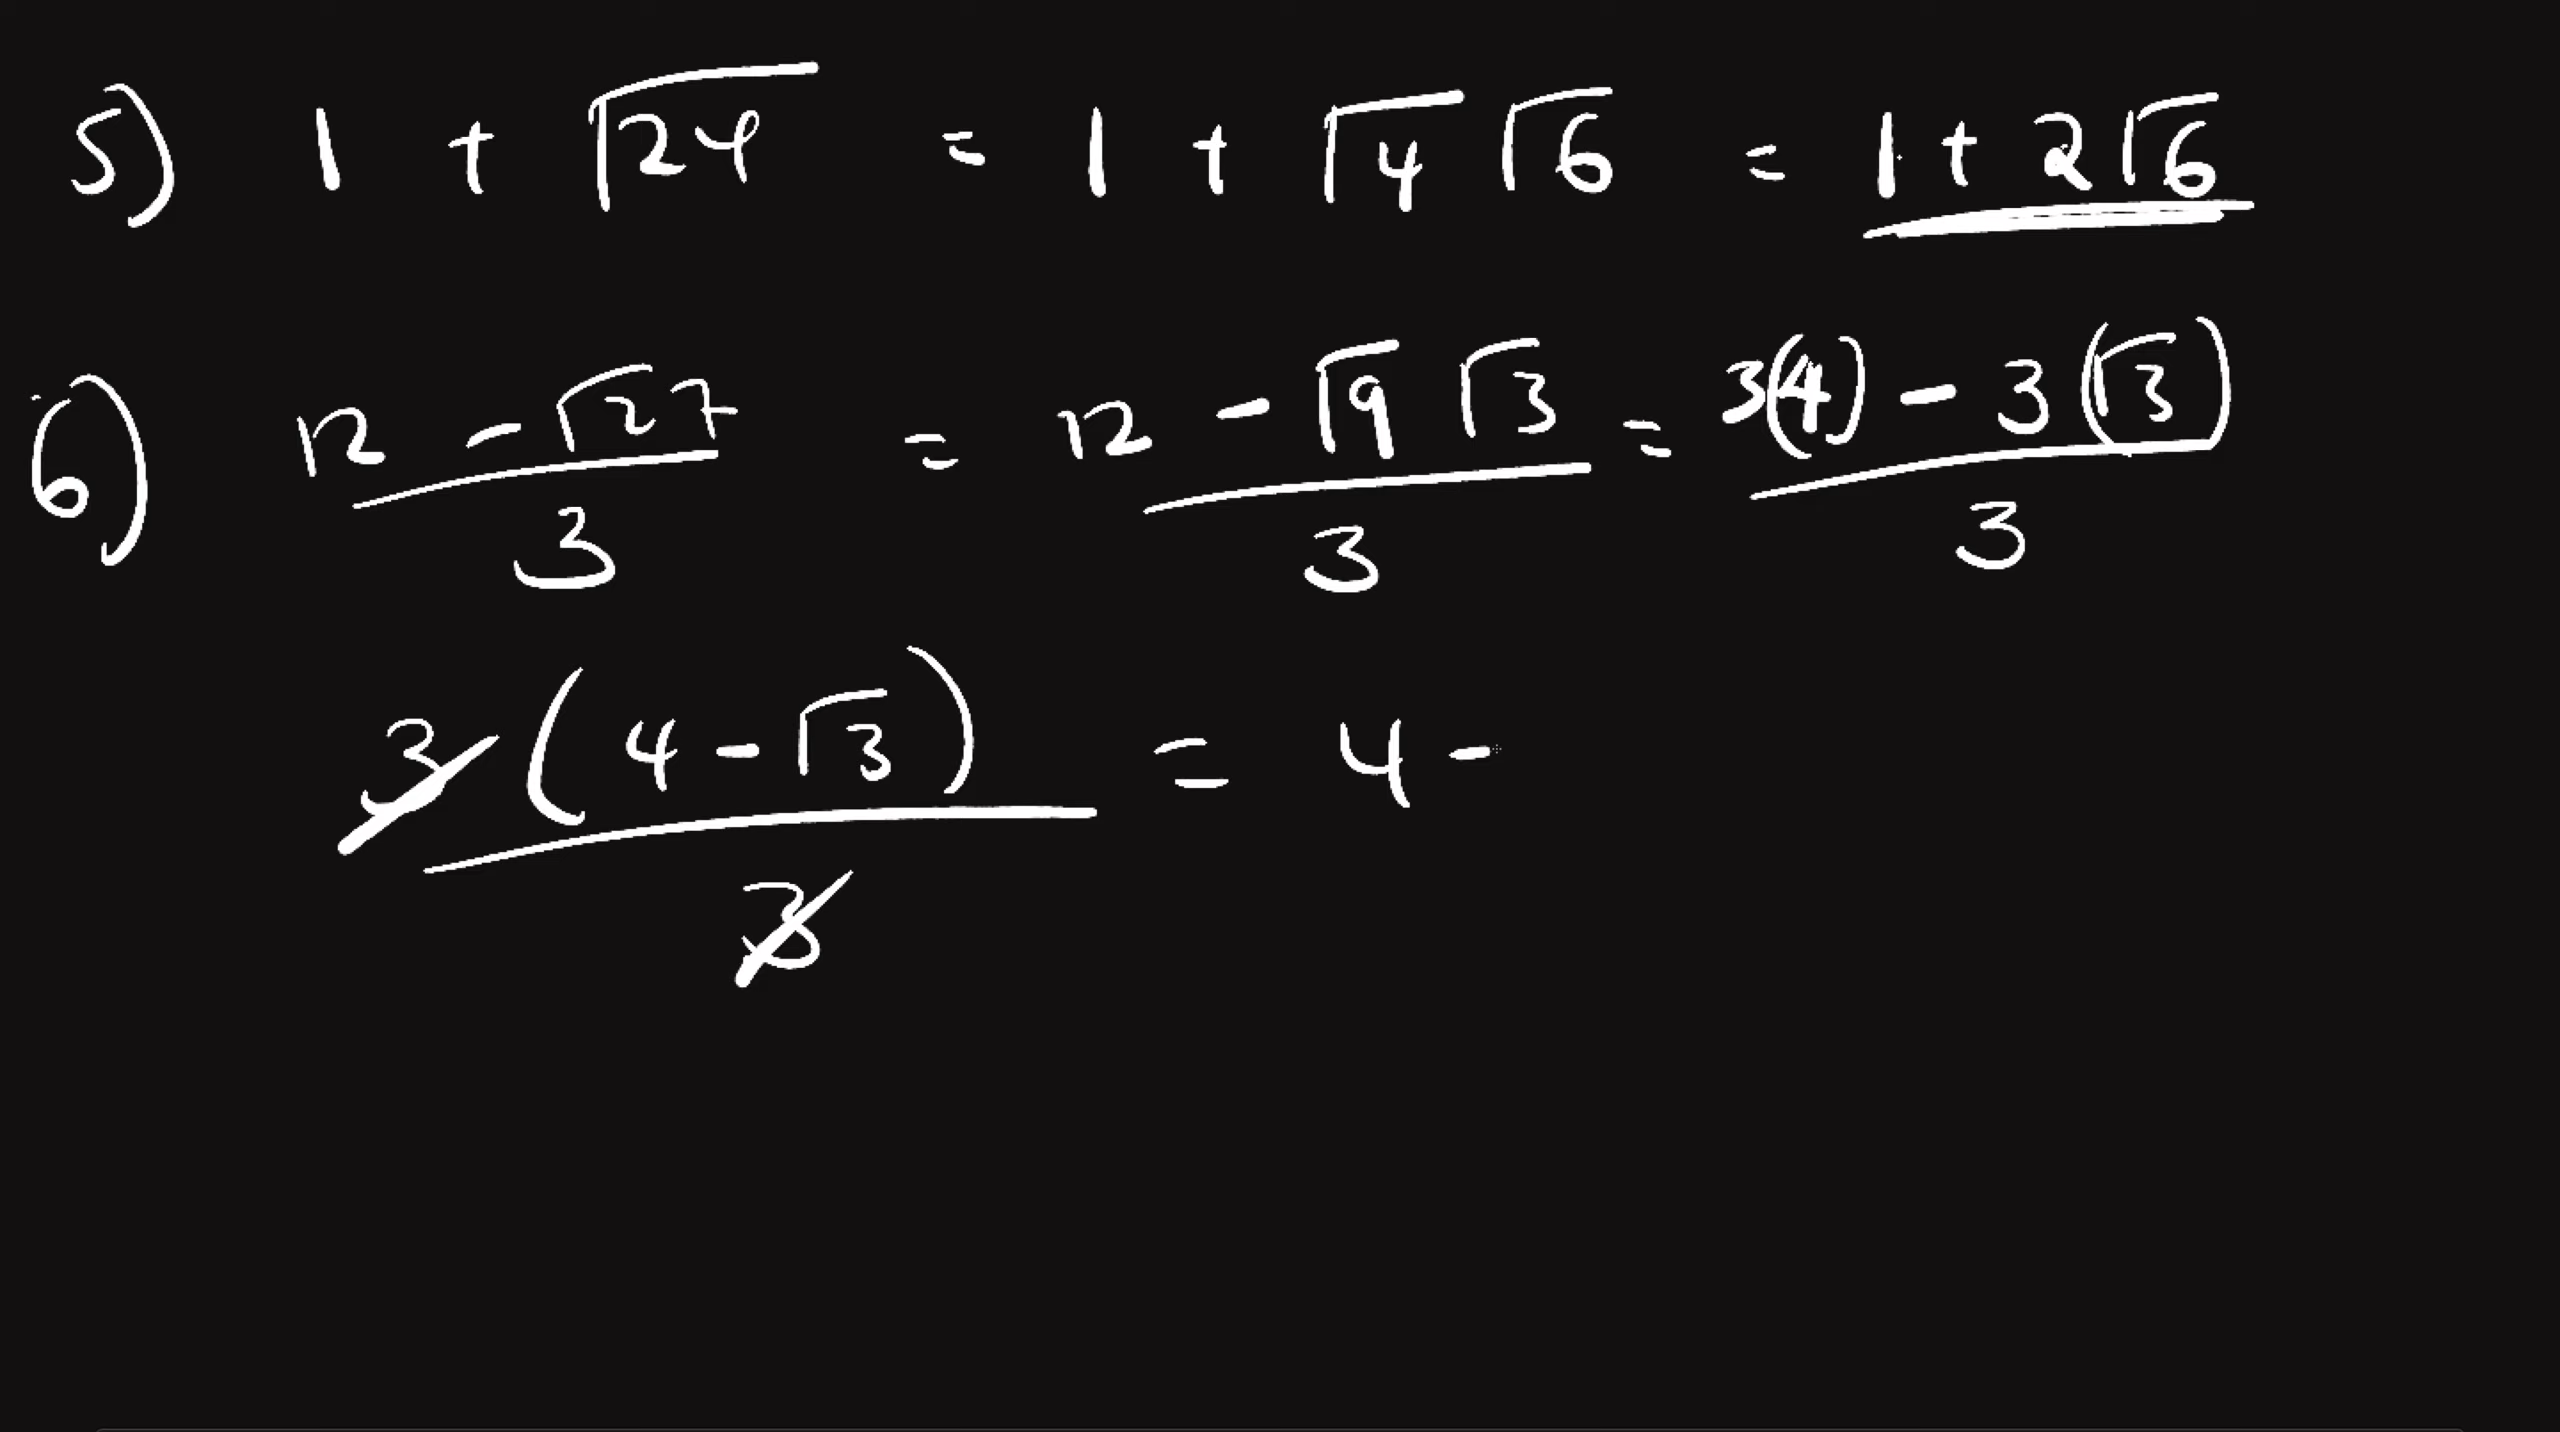 5) 1 + √24 = 1 + √4 √6 = 1 + 2√6
6) (12 - √27)/3 = (12 - √9 √3)/3 = (3(4) - 3(√3))/3
3(4 - √3)/3 = 4 -